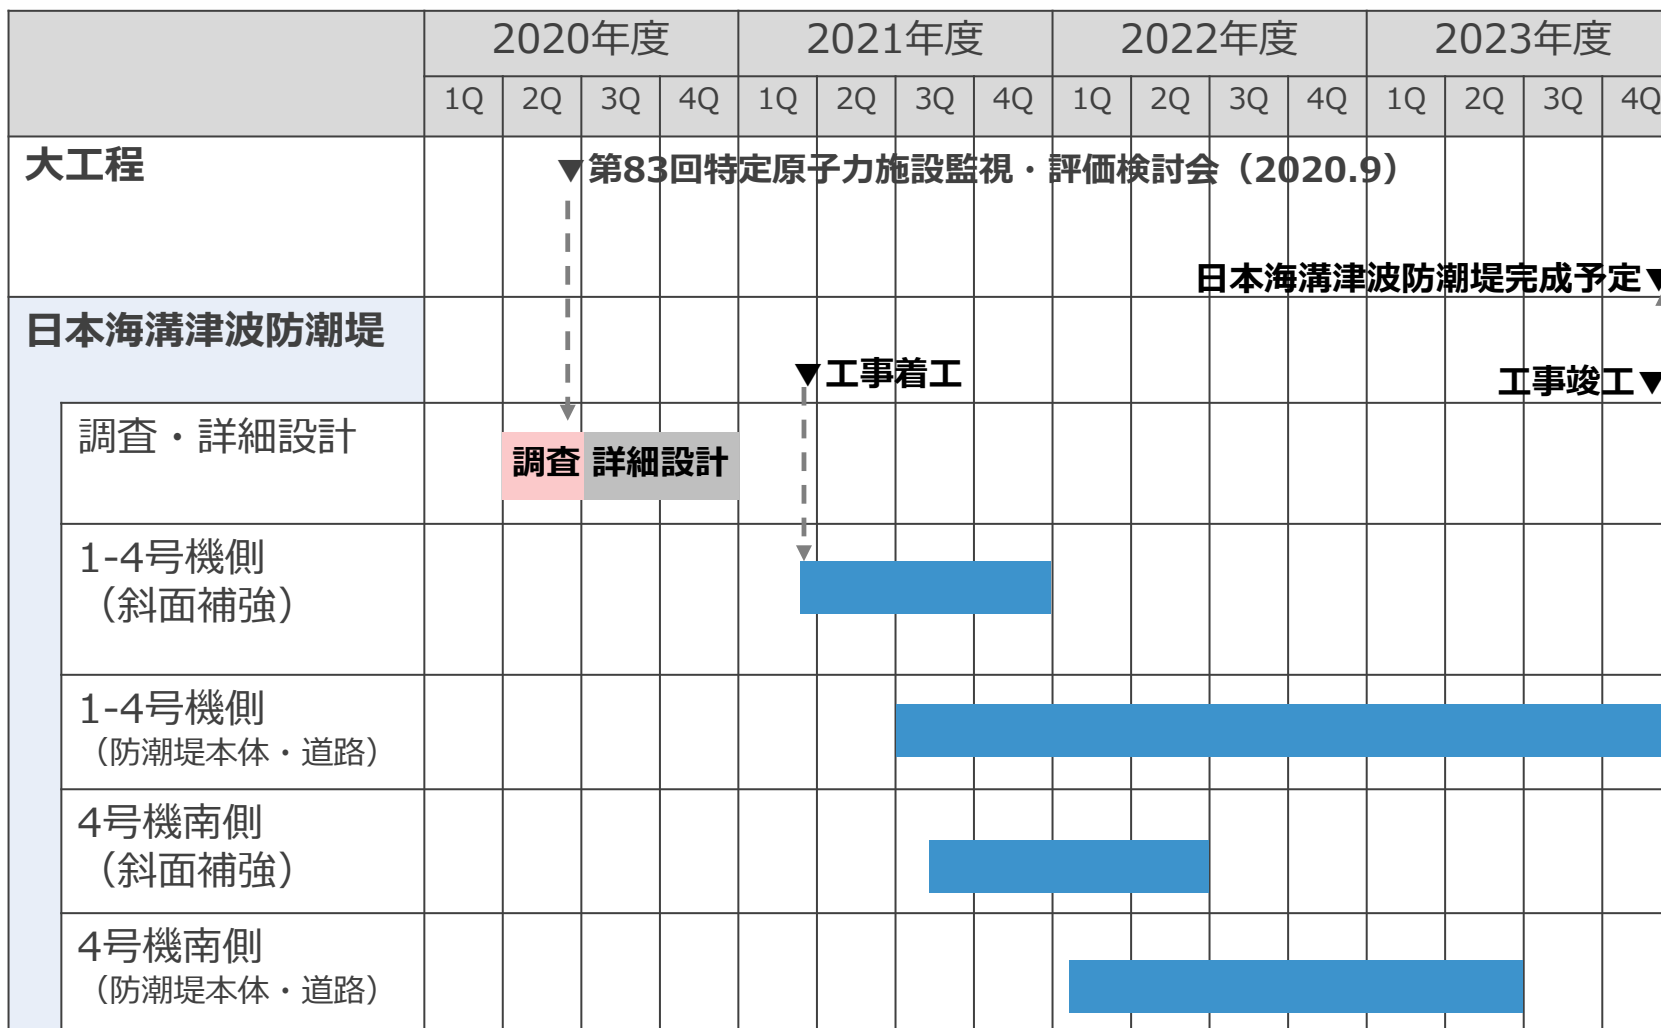 2020年度 2021年度 2022年度 2023年度
1Q 2Q 3Q 4Q 1Q 2Q 3Q 4Q 1Q 2Q 3Q 4Q 1Q 2Q 3Q 4Q
大工程
▼第83回特定原子力施設監視・評価検討会（2020.9）
日本海溝津波防潮堤完成予定▼
日本海溝津波防潮堤
▼工事着工
工事竣工▼
調査・詳細設計
調査 詳細設計
1-4号機側
（斜面補強）
1-4号機側
（防潮堤本体・道路）
4号機南側
（斜面補強）
4号機南側
（防潮堤本体・道路）